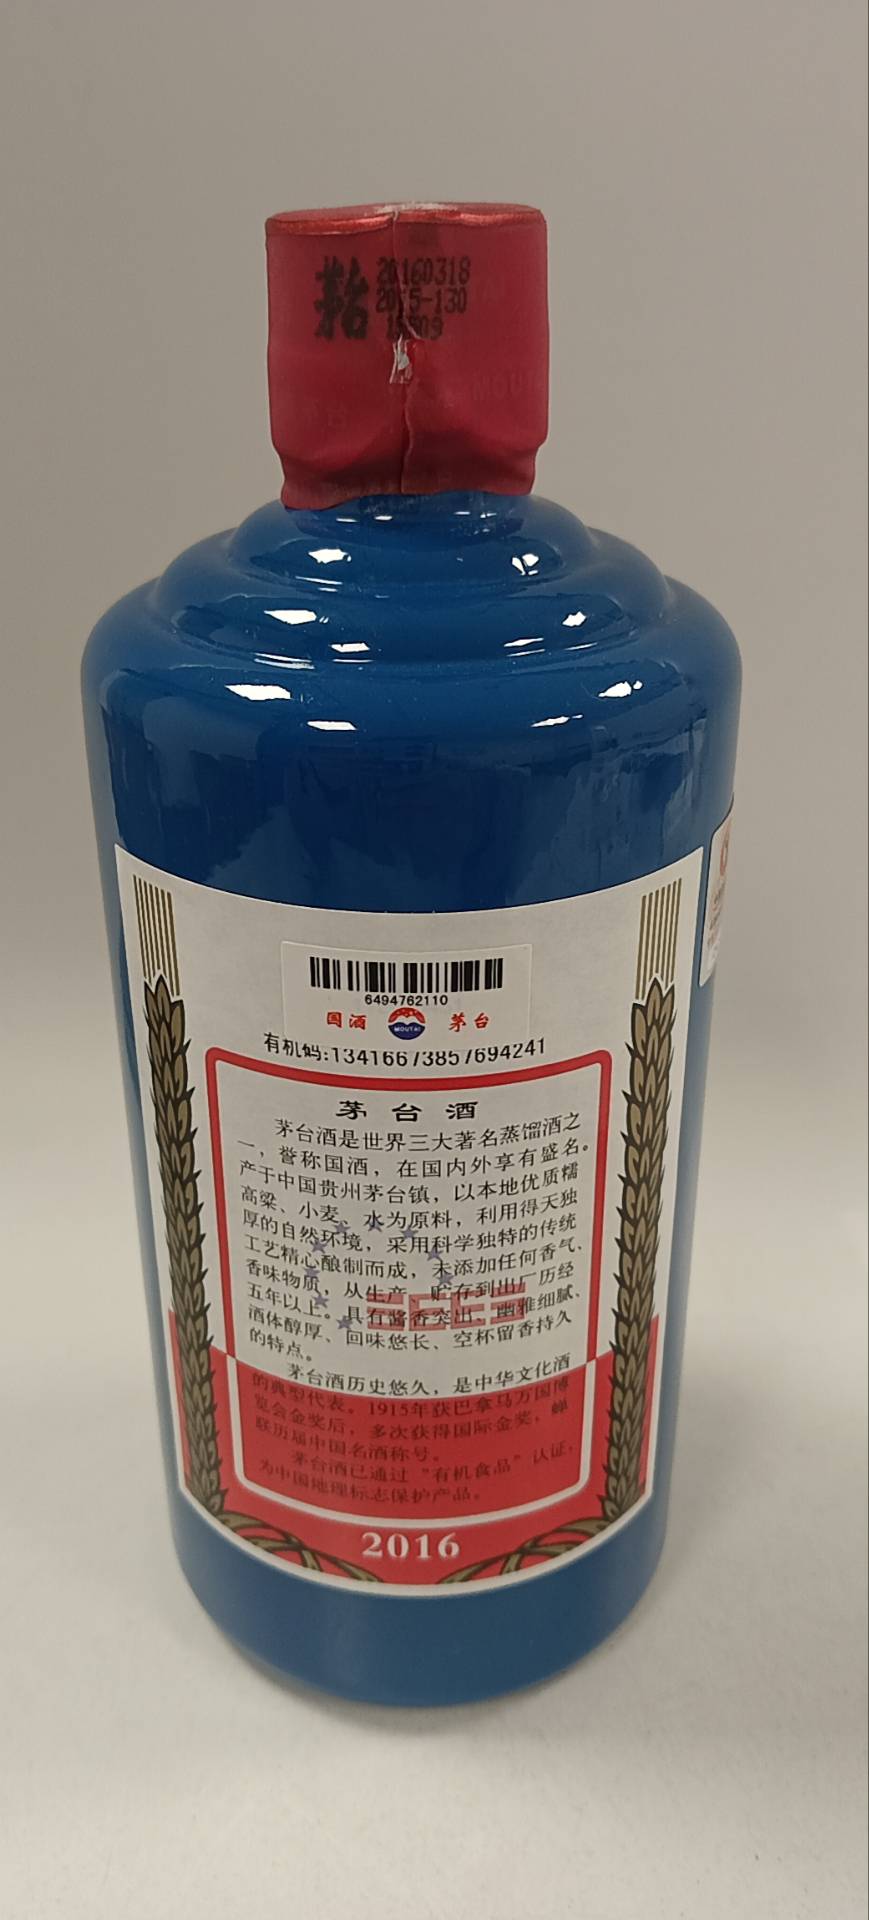 茅台
20160318
2015-130
15509
6494762110
国酒 MOUTAI 茅台
有机码:13416673857694241
茅台酒
茅台酒是世界三大著名蒸馏酒之
一，誉称国酒，在国内外享有盛名。
产于中国贵州茅台镇，以本地优质糯
高粱、小麦、水为原料，利用得天独
厚的自然环境，采用科学独特的传统
工艺精心酿制而成，未添加任何香气、
香味物质，从生产、贮存到出厂历经
五年以上。具有酱香突出、幽雅细腻、
酒体醇厚、回味悠长、空杯留香持久
的特点。
茅台酒历史悠久，是中华文化酒
的典型代表。1915年获巴拿马万国博
览会金奖后，多次获得国际金奖，蝉
联历届中国名酒称号。
茅台酒已通过“有机食品”认证，
为中国地理标志保护产品。
2016